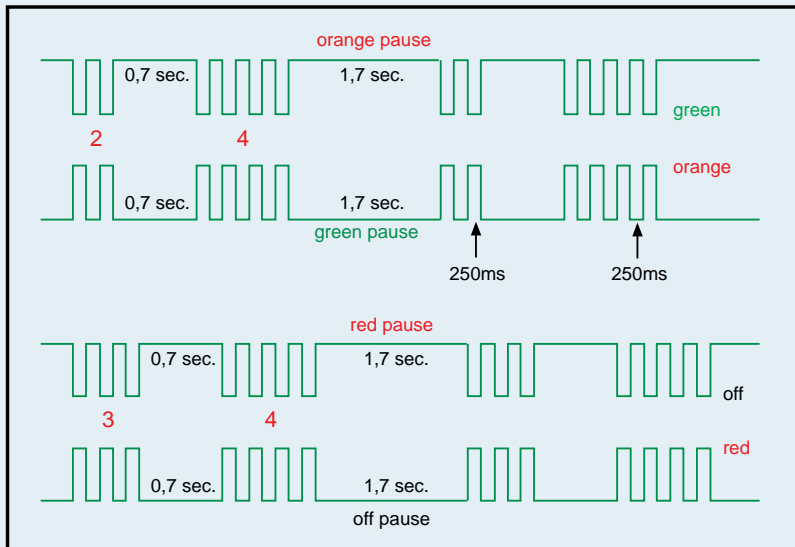 orange pause
0,7 sec. 1,7 sec.
green
2 4
orange
0,7 sec. 1,7 sec.
green pause
250ms 250ms
red pause
0,7 sec. 1,7 sec.
off
3 4
red
0,7 sec. 1,7 sec.
off pause